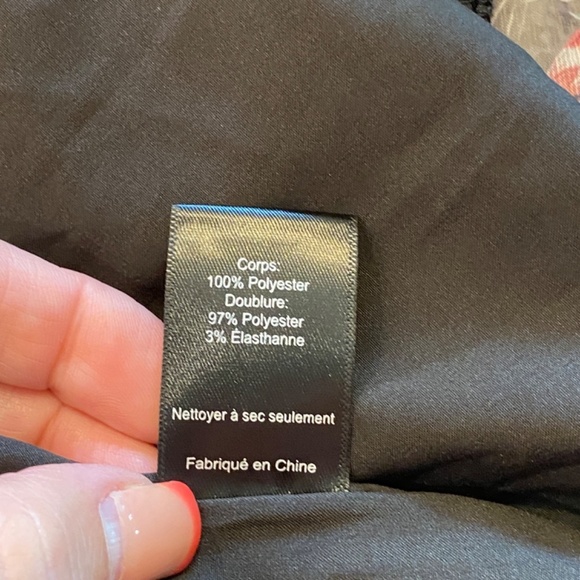 Corps:
100% Polyester
Doublure:
97% Polyester
3% Élasthanne
Nettoyer à sec seulement
Fabriqué en Chine